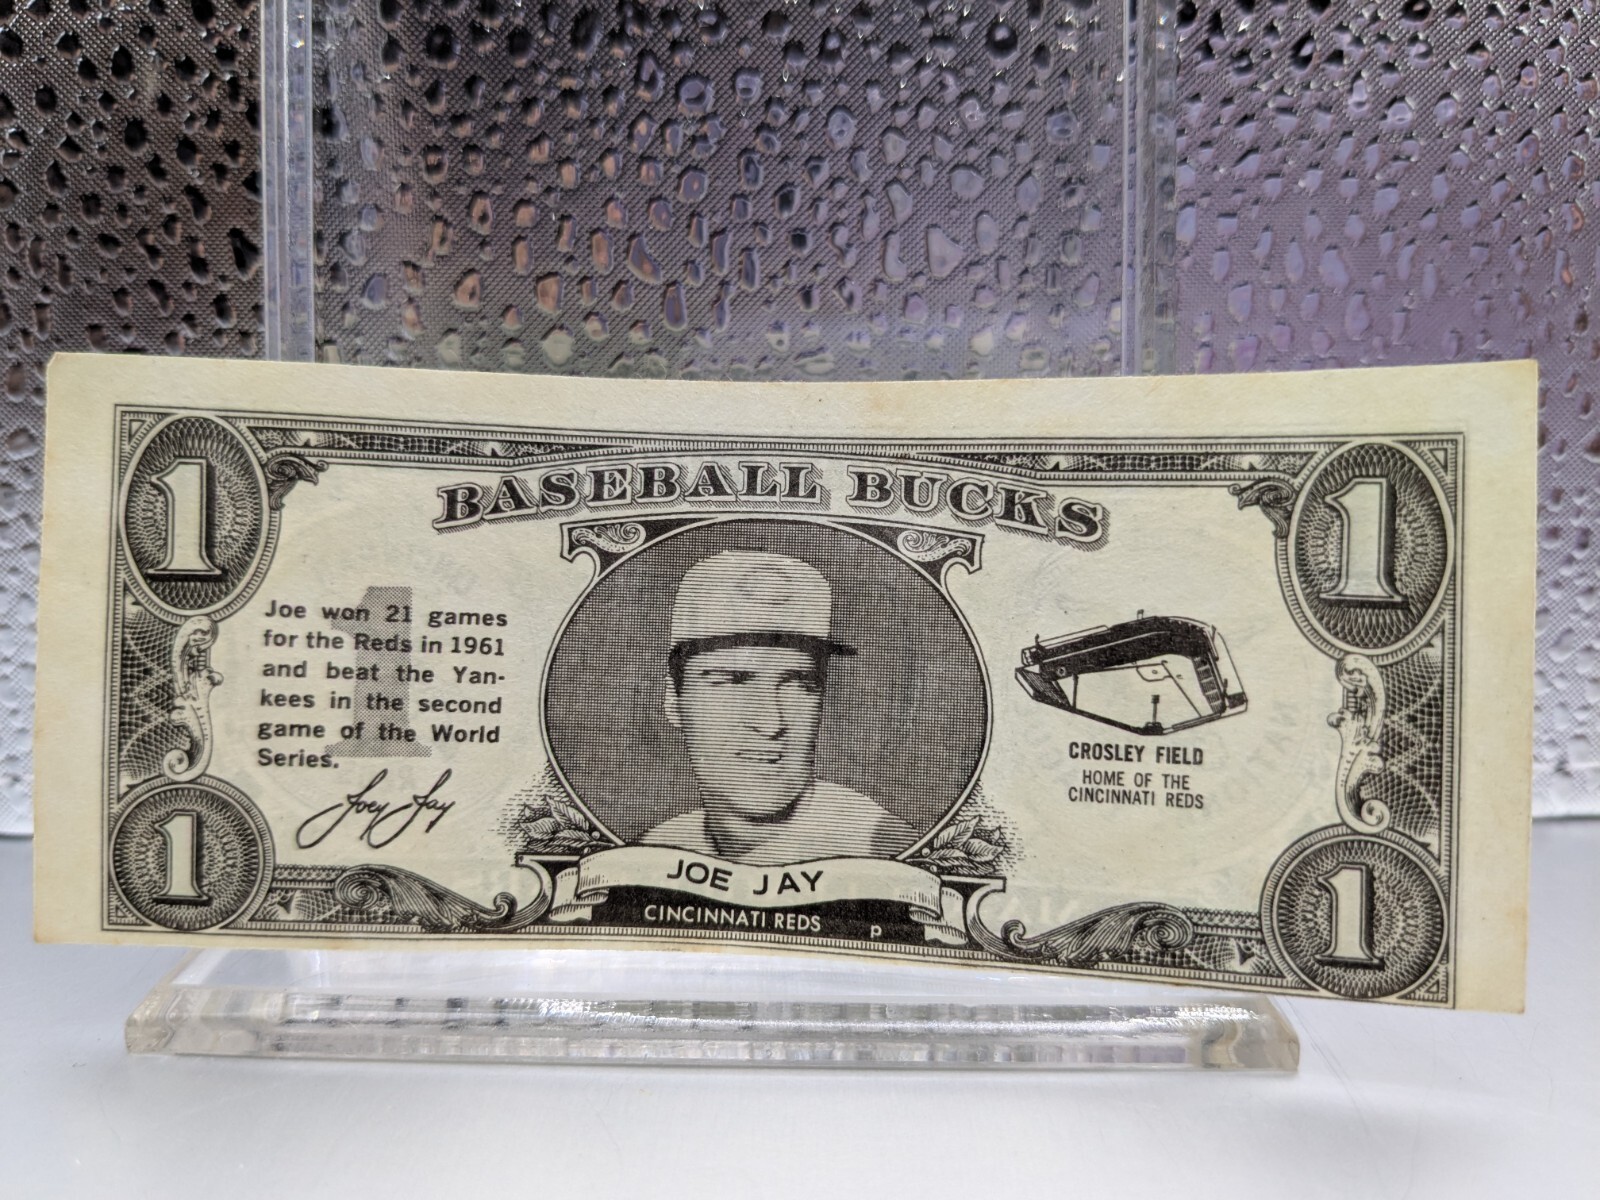 BASEBALL BUCKS
1
1
1
Joe won 21 games
for the Reds in 1961
and beat the Yan-
kees in the second
game of the World
Series.
Joey Jay
CROSLEY FIELD
HOME OF THE
CINCINNATI REDS
JOE JAY
CINCINNATI REDS p
1
1